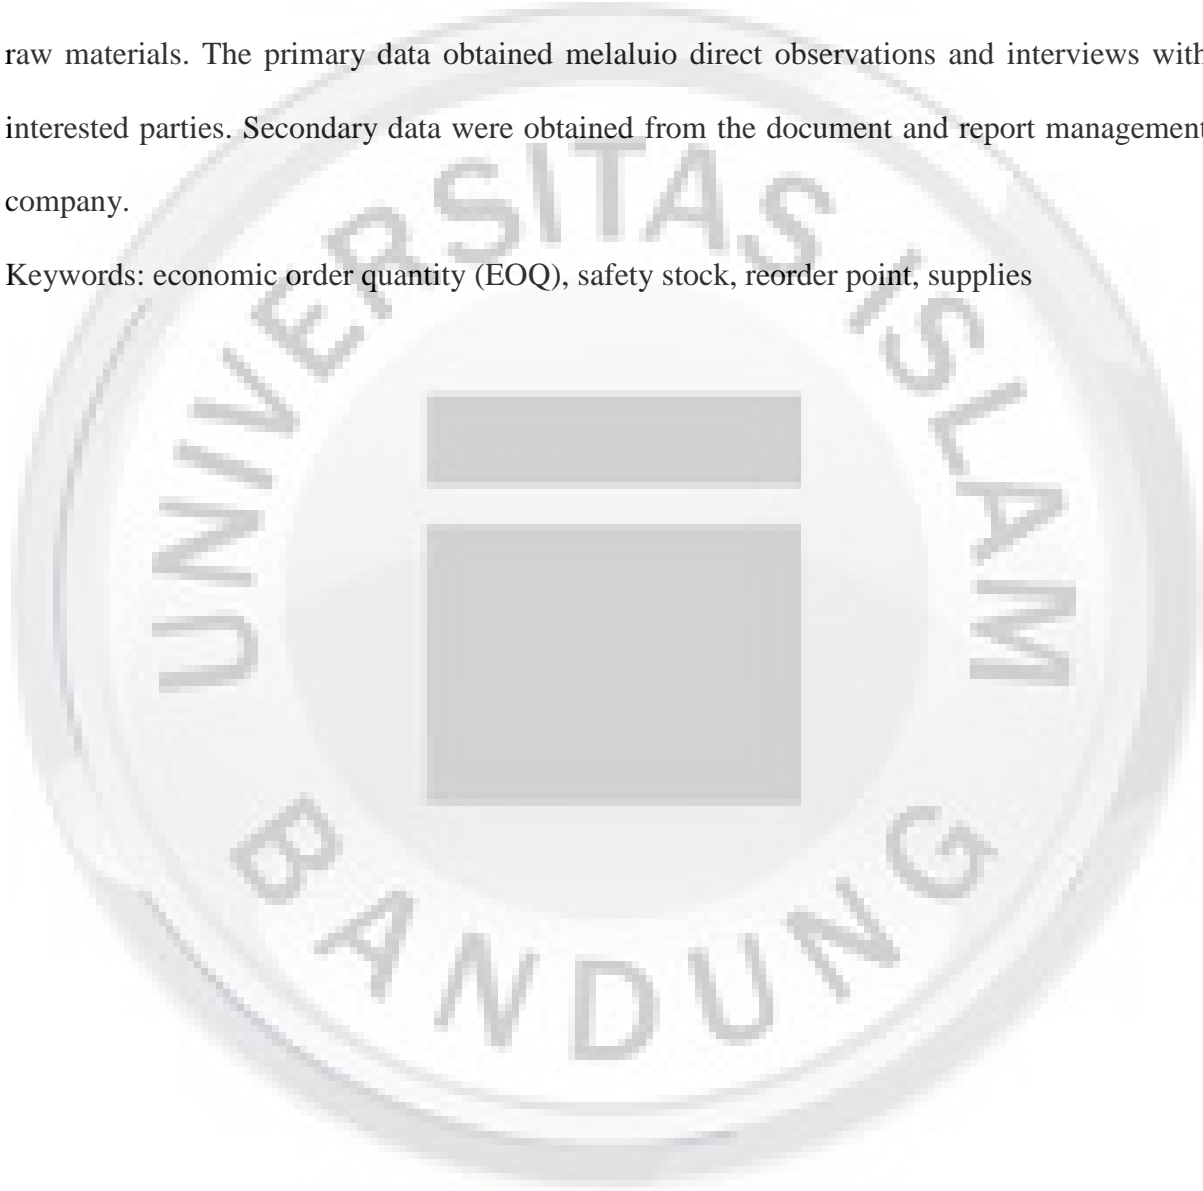 raw materials. The primary data obtained melaluio direct observations and interviews with
interested parties. Secondary data were obtained from the document and report management
company.
Keywords: economic order quantity (EOQ), safety stock, reorder point, supplies
UNIVERSITAS ISLAM
BANDUNG